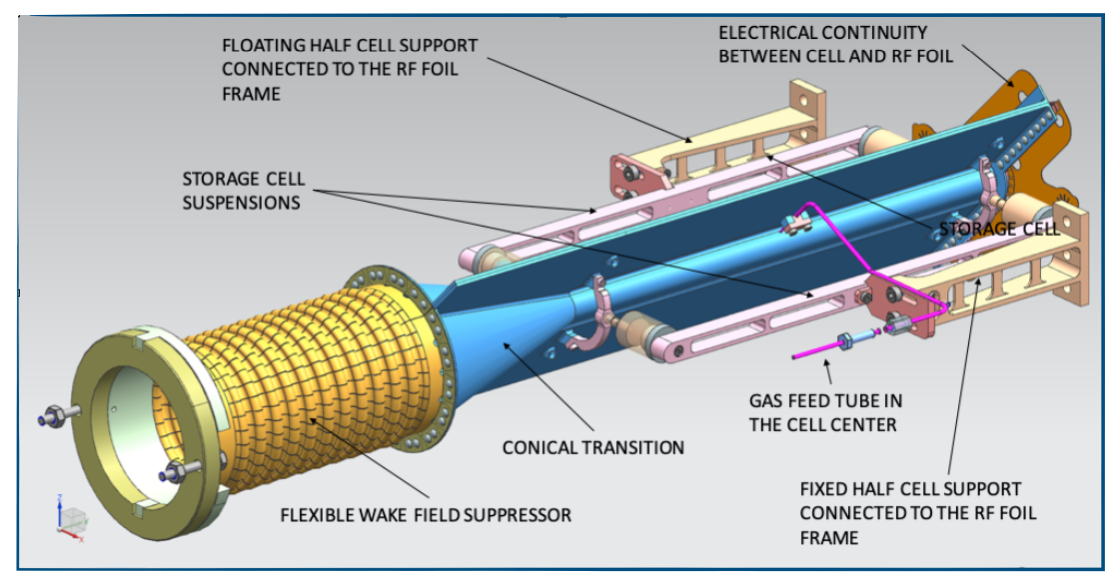 FLOATING HALF CELL SUPPORT
CONNECTED TO THE RF FOIL
FRAME
ELECTRICAL CONTINUITY
BETWEEN CELL AND RF FOIL
STORAGE CELL
SUSPENSIONS
STORAGE CELL
GAS FEED TUBE IN
THE CELL CENTER
CONICAL TRANSITION
FLEXIBLE WAKE FIELD SUPPRESSOR
FIXED HALF CELL SUPPORT
CONNECTED TO THE RF FOIL
FRAME
Z
Y
X